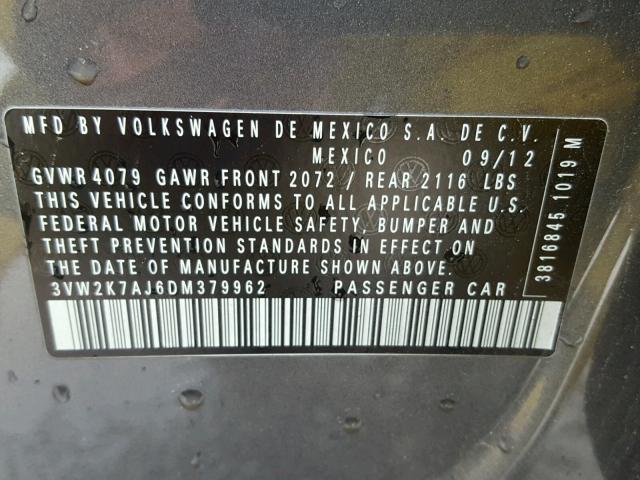 MFD BY VOLKSWAGEN DE MEXICO S.A. DE C.V.
MEXICO 09/12
GVWR 4079 GAWR FRONT 2072 / REAR 2116 LBS
THIS VEHICLE CONFORMS TO ALL APPLICABLE U.S.
FEDERAL MOTOR VEHICLE SAFETY, BUMPER AND
THEFT PREVENTION STANDARDS IN EFFECT ON
THE DATE OF MANUFACTURE SHOWN ABOVE.
3VW2K7AJ6DM379962 PASSENGER CAR
3816845 1019 M